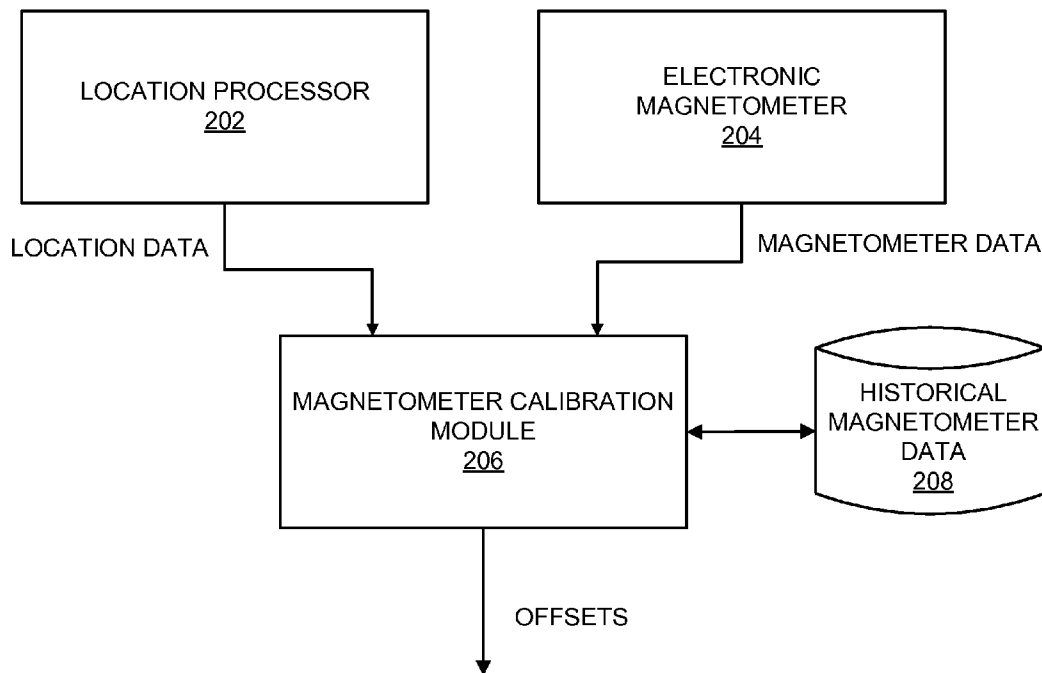 LOCATION PROCESSOR
202
ELECTRONIC
MAGNETOMETER
204
LOCATION DATA
MAGNETOMETER DATA
MAGNETOMETER CALIBRATION
MODULE
206
HISTORICAL
MAGNETOMETER
DATA
208
OFFSETS